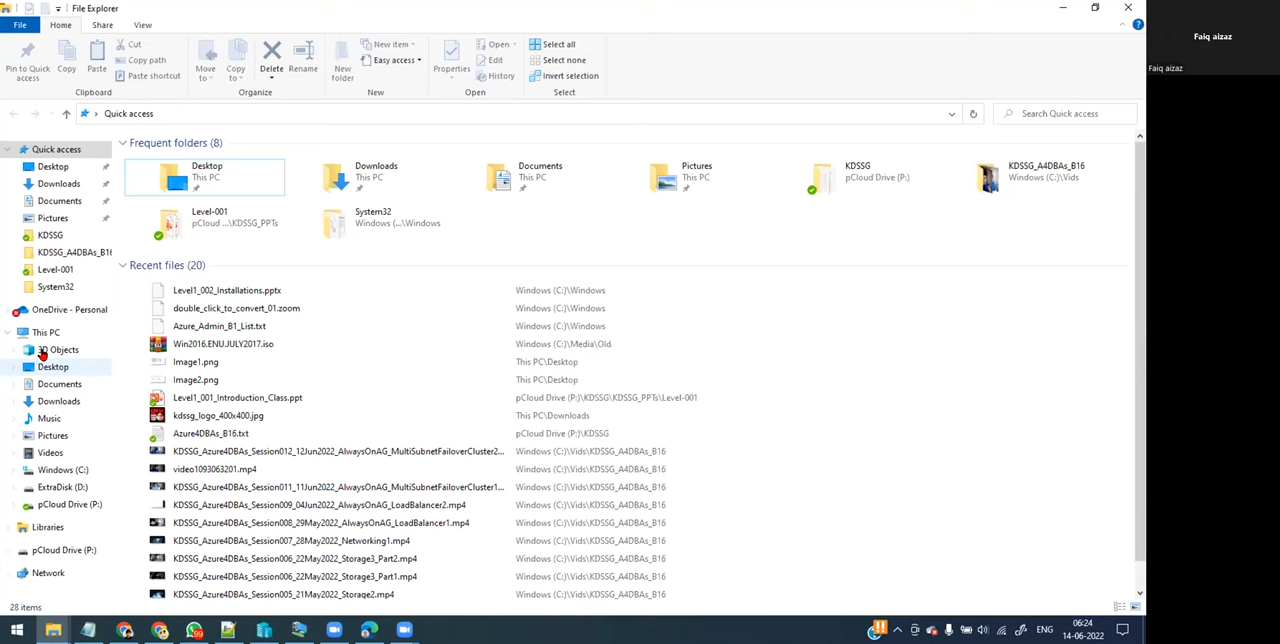 File Explorer
File
Home
Share
View
Pin to Quick access
Copy
Paste
Cut
Copy path
Paste shortcut
Clipboard
Move to
Copy to
Delete
Rename
Organize
New folder
New item
Easy access
New
Properties
Open
Edit
History
Open
Select all
Select none
Invert selection
Select
Quick access
Search Quick access
Faiq aizaz
Faiq aizaz
Quick access
Desktop
Downloads
Documents
Pictures
KDSSG
KDSSG_A4DBAs_B16
Level-001
System32
OneDrive - Personal
This PC
3D Objects
Desktop
Documents
Downloads
Music
Pictures
Videos
Windows (C:)
ExtraDisk (D:)
pCloud Drive (P:)
Libraries
pCloud Drive (P:)
Network
28 items
Frequent folders (8)
Desktop
This PC
Downloads
This PC
Documents
This PC
Pictures
This PC
KDSSG
pCloud Drive (P:)
KDSSG_A4DBAs_B16
Windows (C:)\Vids
Level-001
pCloud ...\KDSSG_PPTs
System32
Windows (...\Windows
Recent files (20)
Level1_002_Installations.pptx Windows (C:)\Windows
double_click_to_convert_01.zoom Windows (C:)\Windows
Azure_Admin_B1_List.txt Windows (C:)\Windows
Win2016.ENU.JULY2017.iso Windows (C:)\Media\Old
Image1.png This PC\Desktop
Image2.png This PC\Desktop
Level1_001_Introduction_Class.ppt pCloud Drive (P:)\KDSSG\KDSSG_PPTs\Level-001
kdssg_logo_400x400.jpg This PC\Downloads
Azure4DBAs_B16.txt pCloud Drive (P:)\KDSSG
KDSSG_Azure4DBAs_Session012_12Jun2022_AlwaysOnAG_MultiSubnetFailoverCluster2... Windows (C:)\Vids\KDSSG_A4DBAs_B16
video1093063201.mp4 Windows (C:)\Vids\KDSSG_A4DBAs_B16
KDSSG_Azure4DBAs_Session011_11Jun2022_AlwaysOnAG_MultiSubnetFailoverCluster1... Windows (C:)\Vids\KDSSG_A4DBAs_B16
KDSSG_Azure4DBAs_Session009_04Jun2022_AlwaysOnAG_LoadBalancer2.mp4 Windows (C:)\Vids\KDSSG_A4DBAs_B16
KDSSG_Azure4DBAs_Session008_29May2022_AlwaysOnAG_LoadBalancer1.mp4 Windows (C:)\Vids\KDSSG_A4DBAs_B16
KDSSG_Azure4DBAs_Session007_28May2022_Networking1.mp4 Windows (C:)\Vids\KDSSG_A4DBAs_B16
KDSSG_Azure4DBAs_Session006_22May2022_Storage3_Part2.mp4 Windows (C:)\Vids\KDSSG_A4DBAs_B16
KDSSG_Azure4DBAs_Session006_22May2022_Storage3_Part1.mp4 Windows (C:)\Vids\KDSSG_A4DBAs_B16
KDSSG_Azure4DBAs_Session005_21May2022_Storage2.mp4 Windows (C:)\Vids\KDSSG_A4DBAs_B16
99
ENG
06:24
14-06-2022